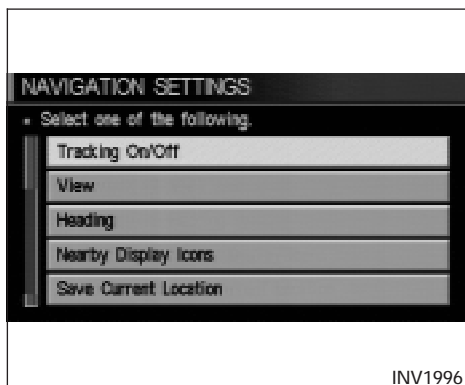 NAVIGATION SETTINGS
• Select one of the following.
Tracking On/Off
View
Heading
Nearby Display Icons
Save Current Location
INV1996